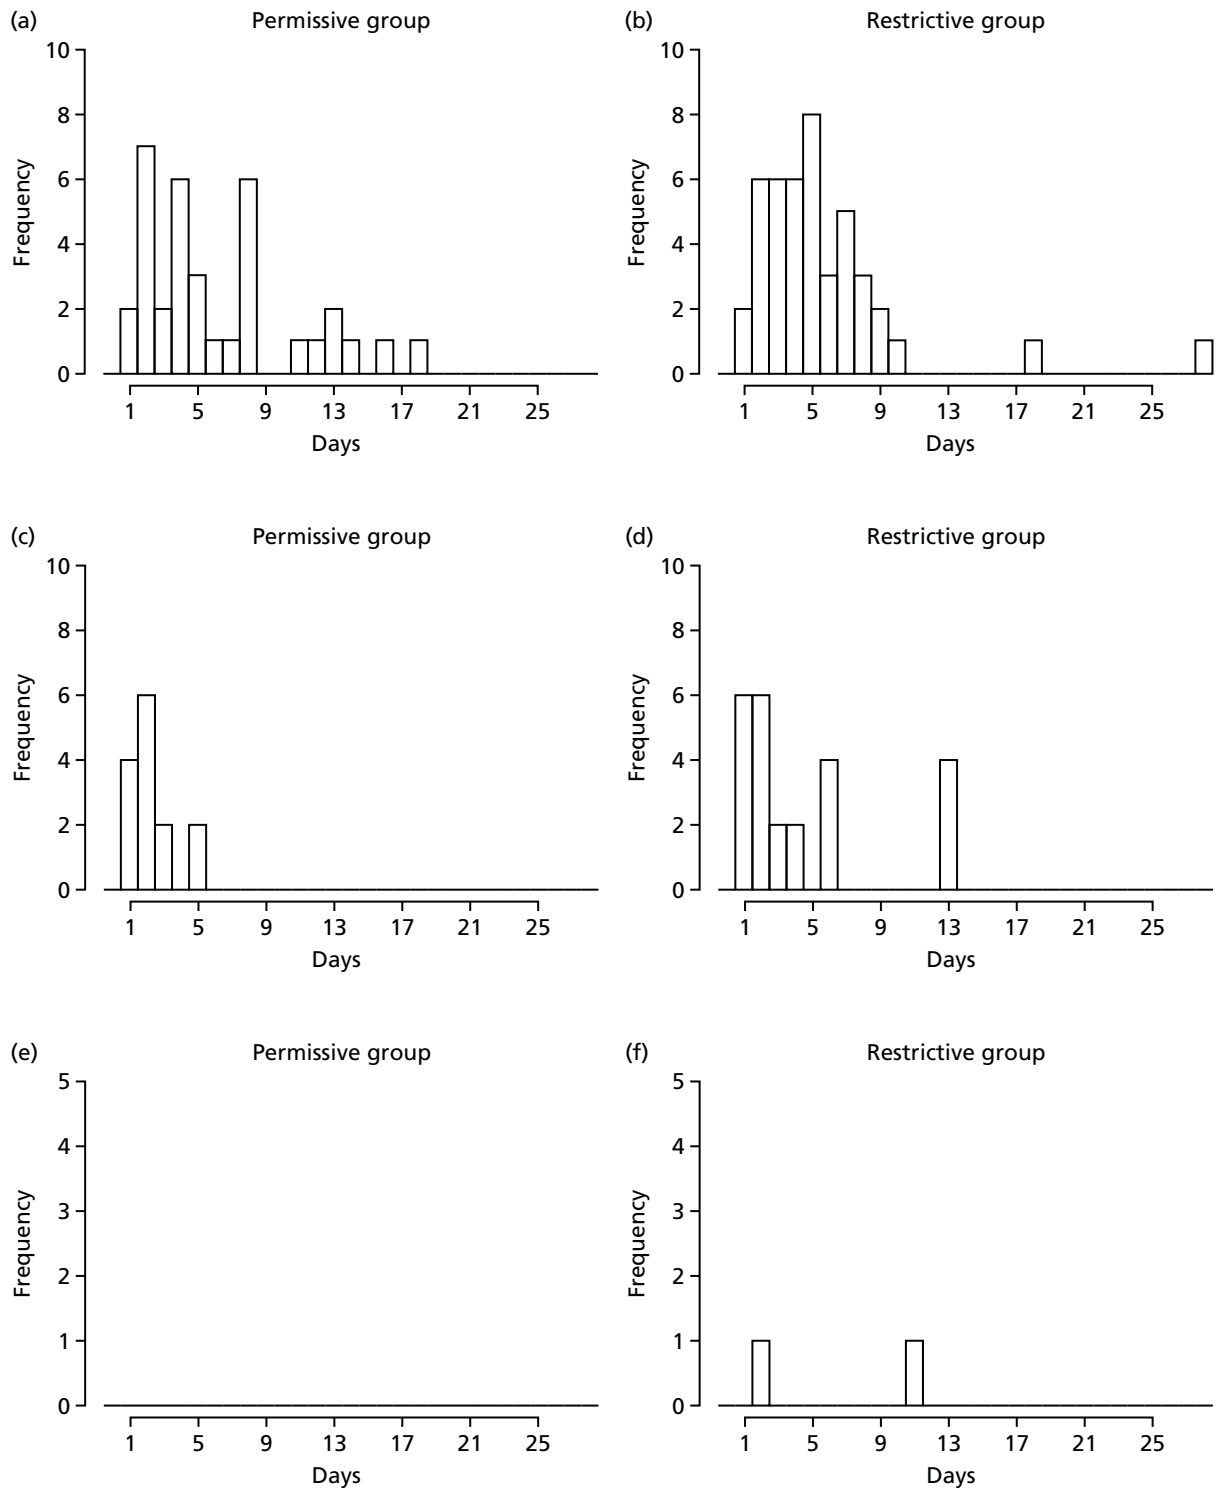 (a) Permissive group
10
8
6
4
2
0
Frequency
1 5 9 13 17 21 25
Days
(b) Restrictive group
10
8
6
4
2
0
Frequency
1 5 9 13 17 21 25
Days
(c) Permissive group
10
8
6
4
2
0
Frequency
1 5 9 13 17 21 25
Days
(d) Restrictive group
10
8
6
4
2
0
Frequency
1 5 9 13 17 21 25
Days
(e) Permissive group
5
4
3
2
1
0
Frequency
1 5 9 13 17 21 25
Days
(f) Restrictive group
5
4
3
2
1
0
Frequency
1 5 9 13 17 21 25
Days